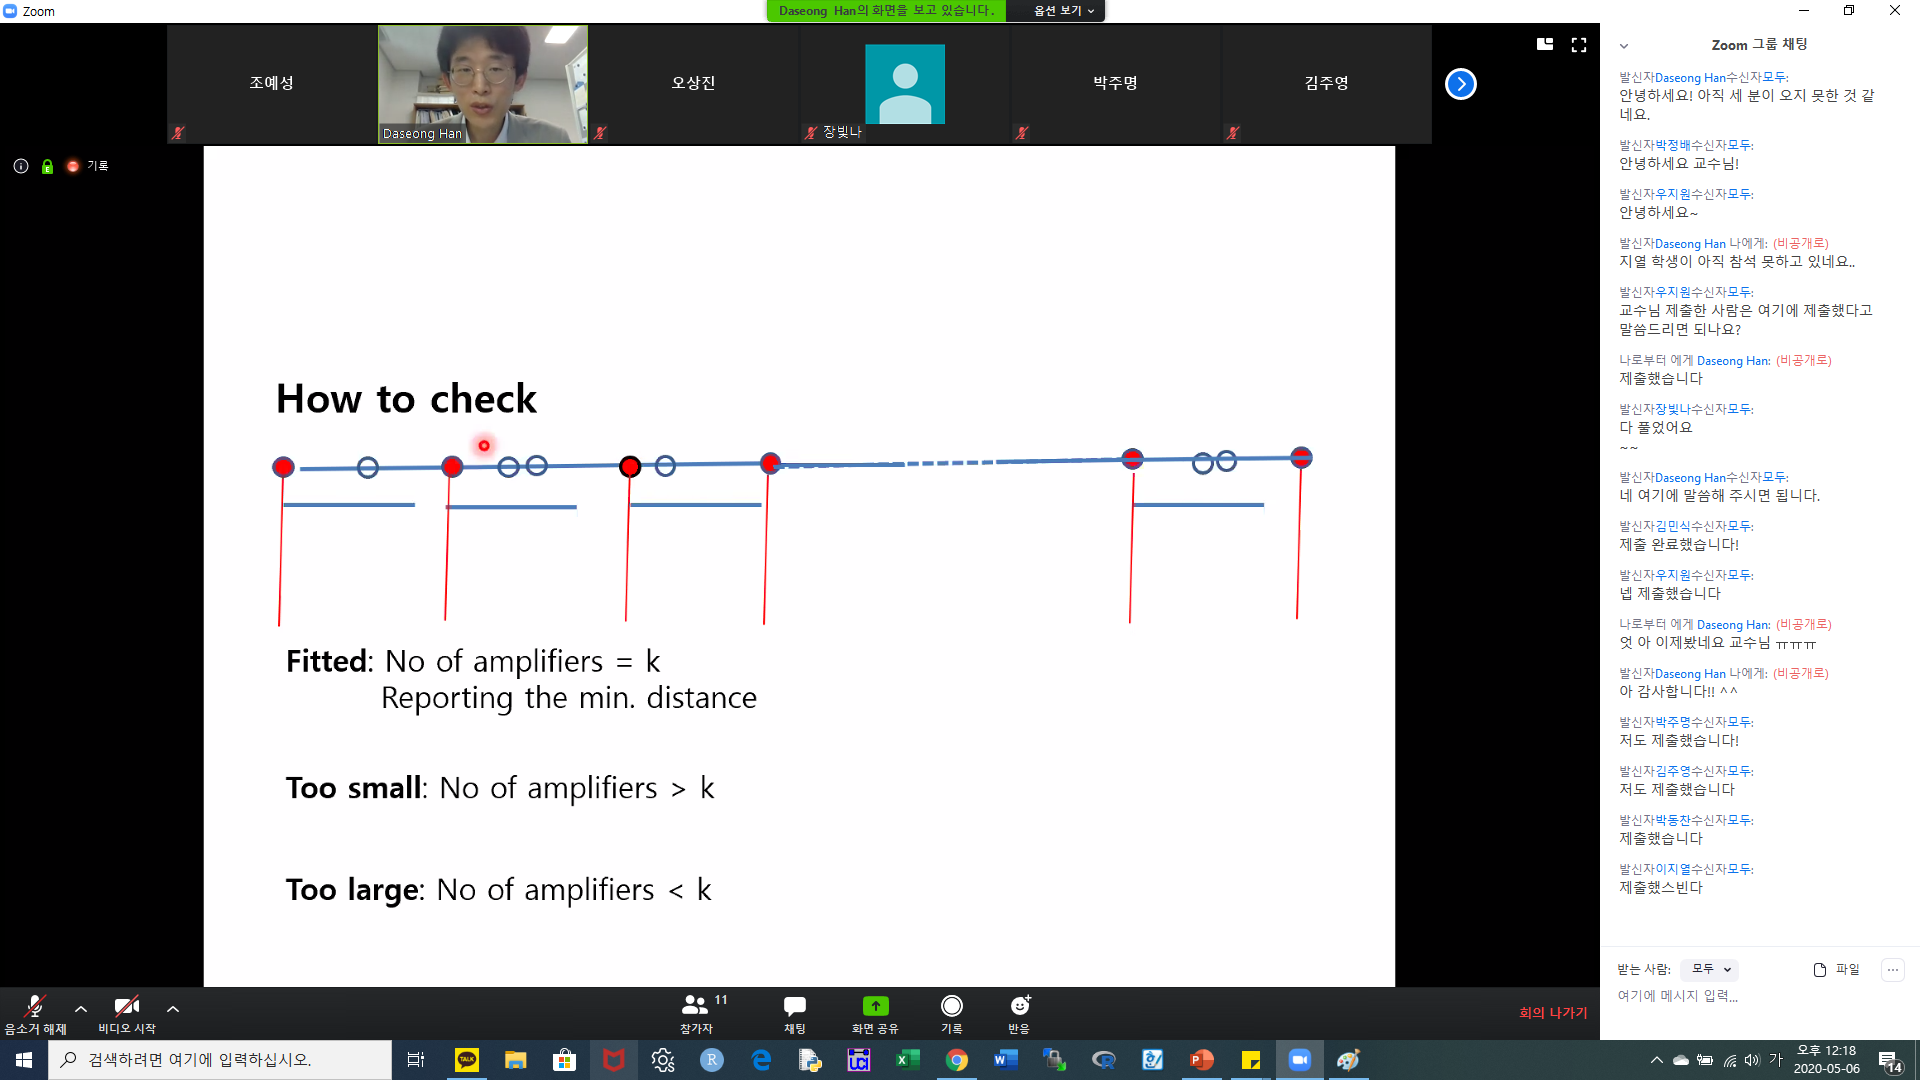 Zoom
Daseong Han의 화면을 보고 있습니다.
옵션 보기
조예성
Daseong Han
오상진
장빛나
박주명
김주영
기록
How to check
Fitted: No of amplifiers = k
Reporting the min. distance
Too small: No of amplifiers > k
Too large: No of amplifiers < k
Zoom 그룹 채팅
발신자Daseong Han수신자모두:
안녕하세요! 아직 세 분이 오지 못한 것 같
네요.
발신자박정배수신자모두:
안녕하세요 교수님!
발신자우지원수신자모두:
안녕하세요~
발신자Daseong Han 나에게: (비공개로)
지열 학생이 아직 참석 못하고 있네요..
발신자우지원수신자모두:
교수님 제출한 사람은 여기에 제출했다고
말씀드리면 되나요?
나로부터 에게 Daseong Han: (비공개로)
제출했습니다
발신자장빛나수신자모두:
다 풀었어요
~~
발신자Daseong Han수신자모두:
네 여기에 말씀해 주시면 됩니다.
발신자김민식수신자모두:
제출 완료했습니다!
발신자우지원수신자모두:
넵 제출했습니다
나로부터 에게 Daseong Han: (비공개로)
엇 아 이제봤네요 교수님 ㅠㅠㅠ
발신자Daseong Han 나에게: (비공개로)
아 감사합니다!! ^^
발신자박주명수신자모두:
저도 제출했습니다!
발신자김주영수신자모두:
저도 제출했습니다
발신자박동찬수신자모두:
제출했습니다
발신자이지열수신자모두:
제출했스빈다
받는 사람: 모두
파일
여기에 메시지 입력...
음소거 해제
비디오 시작
11
참가자
채팅
화면 공유
기록
반응
회의 나가기
검색하려면 여기에 입력하십시오.
TALK
R
UCI
가
오후 12:18
2020-05-06
14